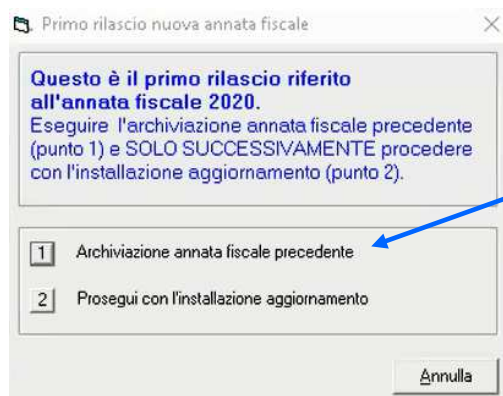 Primo rilascio nuova annata fiscale
Questo è il primo rilascio riferito
all'annata fiscale 2020.
Eseguire l'archiviazione annata fiscale precedente
(punto 1) e SOLO SUCCESSIVAMENTE procedere
con l'installazione aggiornamento (punto 2).
1 Archiviazione annata fiscale precedente
2 Prosegui con l'installazione aggiornamento
Annulla